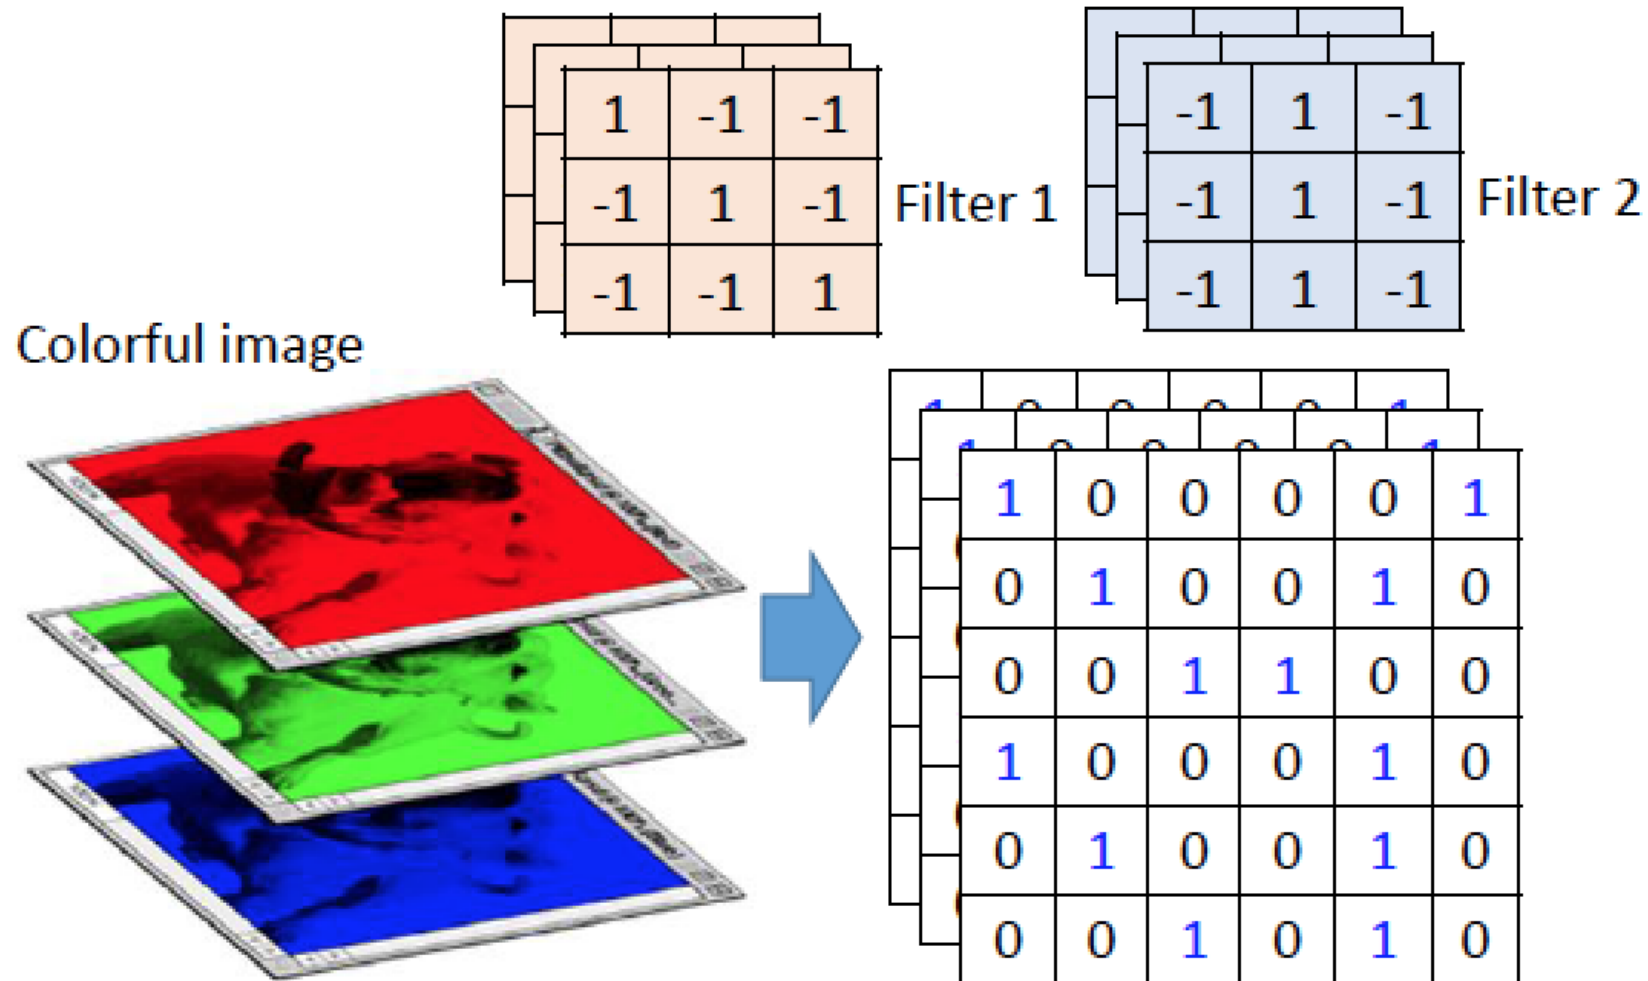 1 -1 -1
-1 1 -1
-1 -1 1
Filter 1
-1 1 -1
-1 1 -1
-1 1 -1
Filter 2
Colorful image
1 0 0 0 0 1
0 1 0 0 1 0
0 0 1 1 0 0
1 0 0 0 1 0
0 1 0 0 1 0
0 0 1 0 1 0